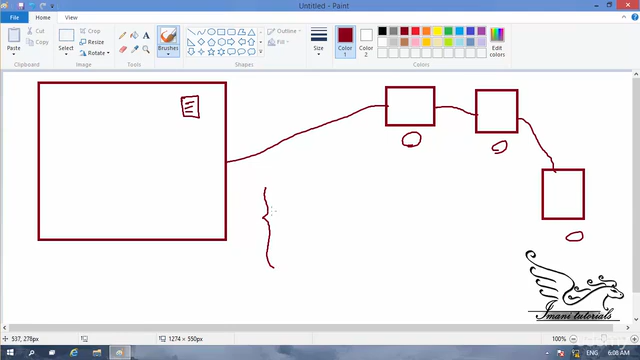 Untitled - Paint
File
Home
View
Paste
Clipboard
Cut
Copy
Select
Crop
Resize
Rotate
Image
Tools
Brushes
Shapes
Outline
Fill
Size
Color 1
Color 2
Edit colors
Colors
Imani tutorials
537, 278px
1274 × 550px
100%
ENG
6:08 AM